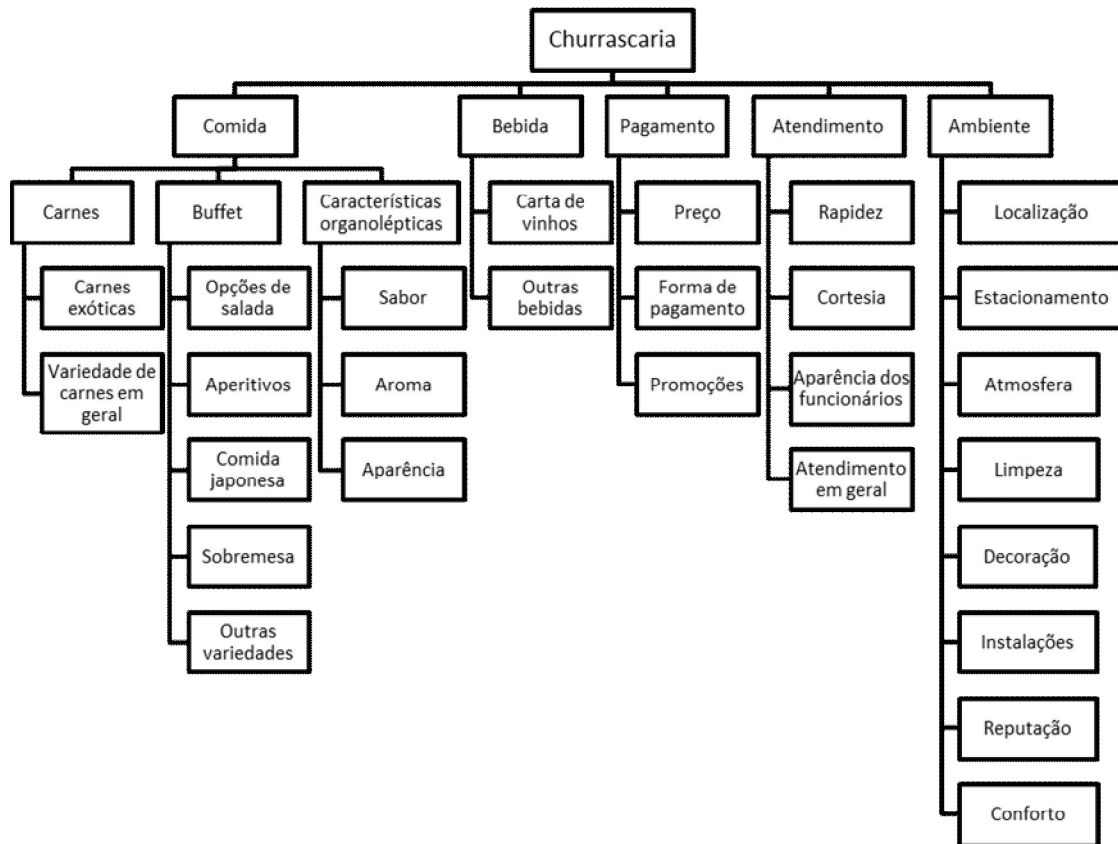 Churrascaria
Comida
Bebida
Pagamento
Atendimento
Ambiente
Carnes
Buffet
Características
organolépticas
Carta de
vinhos
Preço
Rapidez
Localização
Carnes
exóticas
Opções de
salada
Sabor
Outras
bebidas
Forma de
pagamento
Cortesia
Estacionamento
Variedade de
carnes em
geral
Aperitivos
Aroma
Promoções
Aparência dos
funcionários
Atmosfera
Comida
japonesa
Aparência
Atendimento
em geral
Limpeza
Sobremesa
Decoração
Outras
variedades
Instalações
Reputação
Conforto